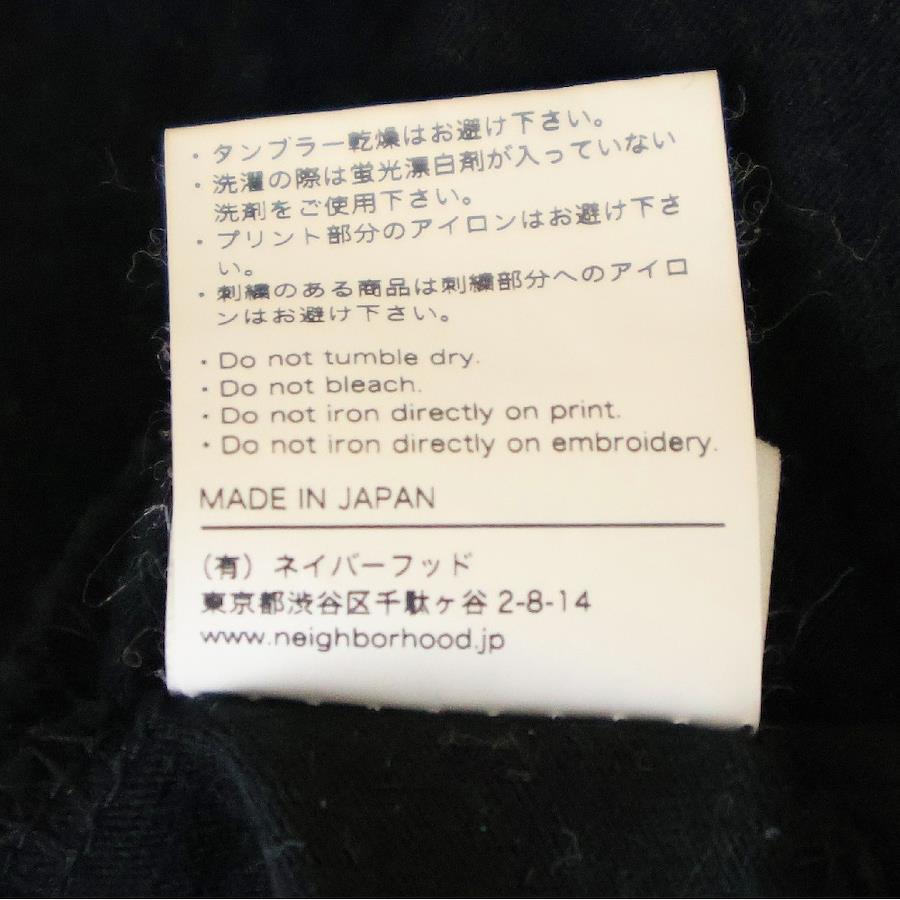 ・タンブラー乾燥はお避け下さい。
・洗濯の際は蛍光漂白剤が入っていない
洗剤をご使用下さい。
・プリント部分のアイロンはお避け下さ
い。
・刺繍のある商品は刺繍部分へのアイロ
ンはお避け下さい。
・Do not tumble dry.
・Do not bleach.
・Do not iron directly on print.
・Do not iron directly on embroidery.
MADE IN JAPAN
（有）ネイバーフッド
東京都渋谷区千駄ヶ谷 2-8-14
www.neighborhood.jp